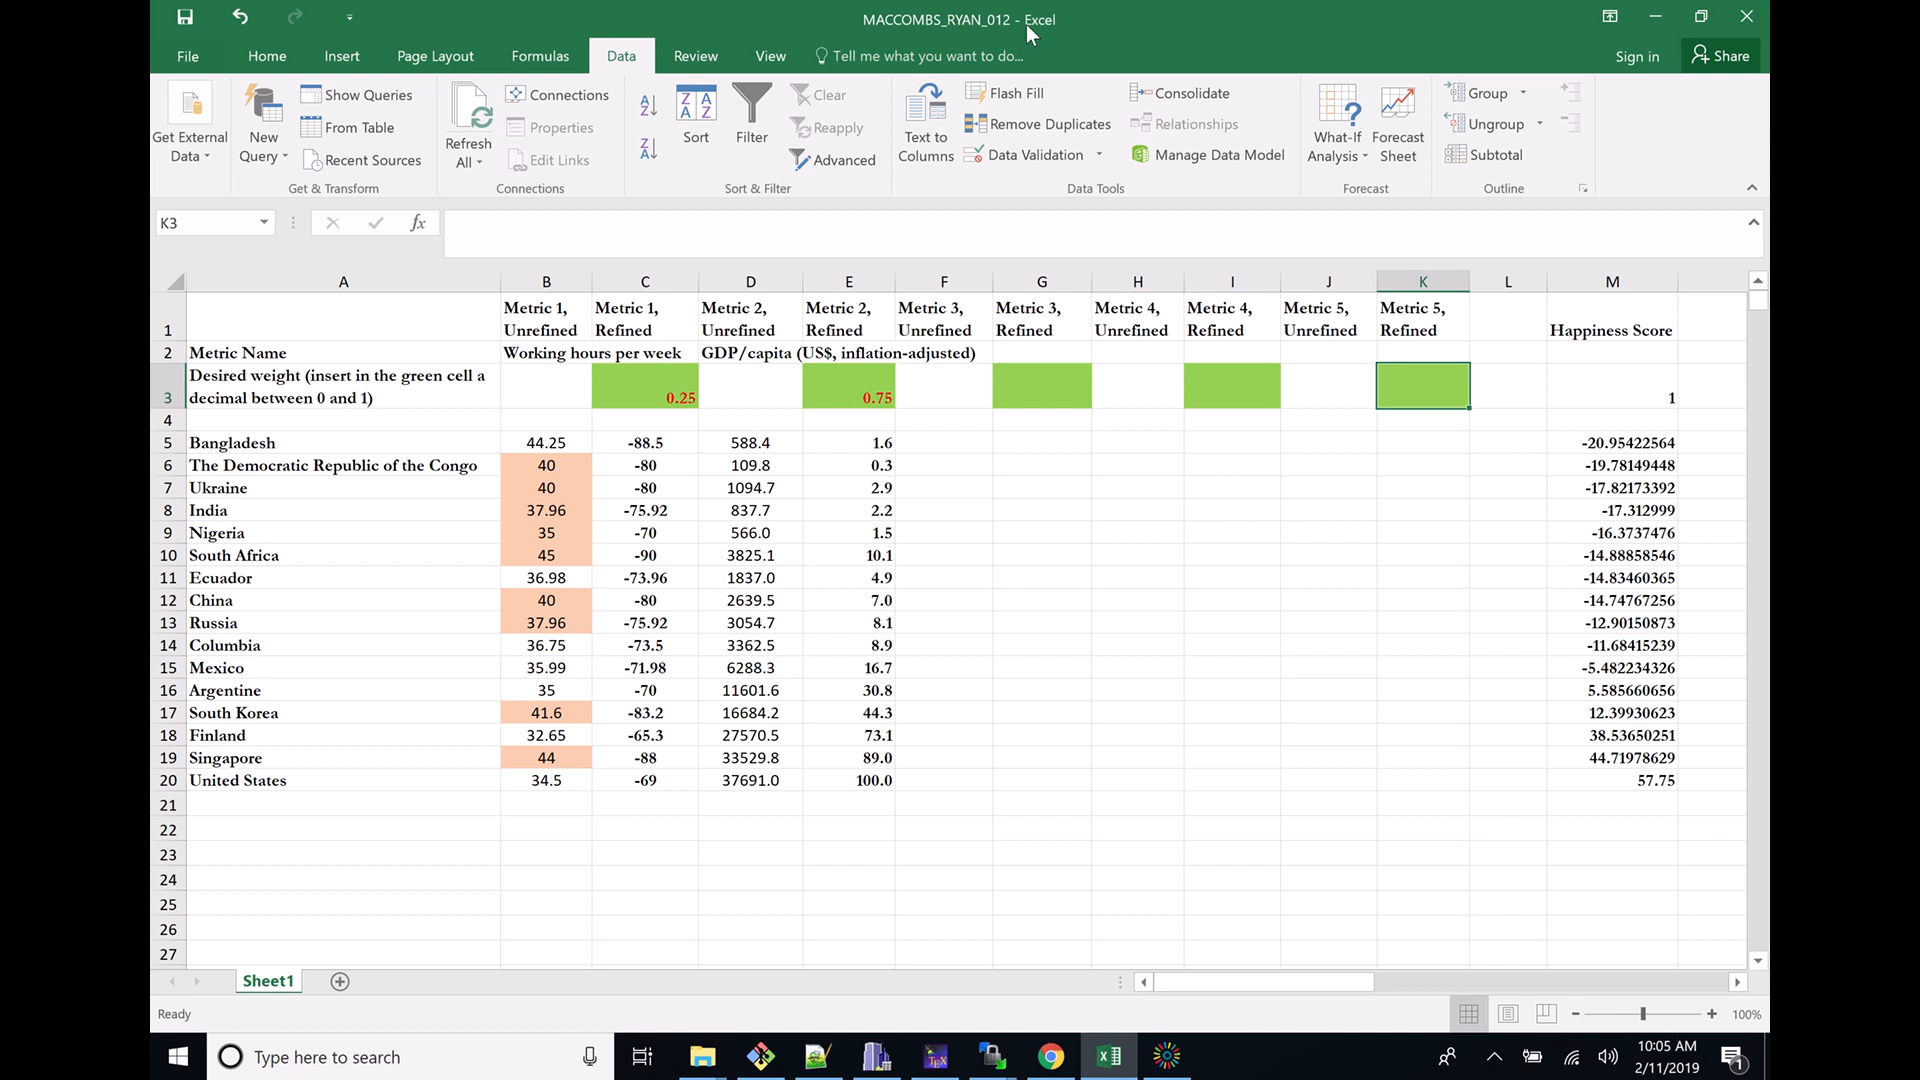 MACCOMBS_RYAN_012 - Excel
File Home Insert Page Layout Formulas Data Review View Tell me what you want to do... Sign in Share
Get External Data
New Query
Show Queries
From Table
Recent Sources
Get & Transform
Refresh All
Connections
Properties
Edit Links
Connections
Sort
Filter
Clear
Reapply
Advanced
Sort & Filter
Text to Columns
Flash Fill
Remove Duplicates
Data Validation
Consolidate
Relationships
Manage Data Model
Data Tools
What-If Analysis
Forecast Sheet
Forecast
Group
Ungroup
Subtotal
Outline
K3 fx
A B C D E F G H I J K L M
Metric 1, Metric 1, Metric 2, Metric 2, Metric 3, Metric 3, Metric 4, Metric 4, Metric 5, Metric 5,
1 Unrefined Refined Unrefined Refined Unrefined Refined Unrefined Refined Unrefined Refined Happiness Score
2 Metric Name Working hours per week GDP/capita (US$, inflation-adjusted)
Desired weight (insert in the green cell a
3 decimal between 0 and 1) 0.25 0.75 1
4
5 Bangladesh 44.25 -88.5 588.4 1.6 -20.95422564
6 The Democratic Republic of the Congo 40 -80 109.8 0.3 -19.78149448
7 Ukraine 40 -80 1094.7 2.9 -17.82173392
8 India 37.96 -75.92 837.7 2.2 -17.312999
9 Nigeria 35 -70 566.0 1.5 -16.3737476
10 South Africa 45 -90 3825.1 10.1 -14.88858546
11 Ecuador 36.98 -73.96 1837.0 4.9 -14.83460365
12 China 40 -80 2639.5 7.0 -14.74767256
13 Russia 37.96 -75.92 3054.7 8.1 -12.90150873
14 Columbia 36.75 -73.5 3362.5 8.9 -11.68415239
15 Mexico 35.99 -71.98 6288.3 16.7 -5.482234326
16 Argentine 35 -70 11601.6 30.8 5.585660656
17 South Korea 41.6 -83.2 16684.2 44.3 12.39930623
18 Finland 32.65 -65.3 27570.5 73.1 38.53650251
19 Singapore 44 -88 33529.8 89.0 44.71978629
20 United States 34.5 -69 37691.0 100.0 57.75
21
22
23
24
25
26
27
Sheet1
Ready 100%
Type here to search
10:05 AM
2/11/2019
1